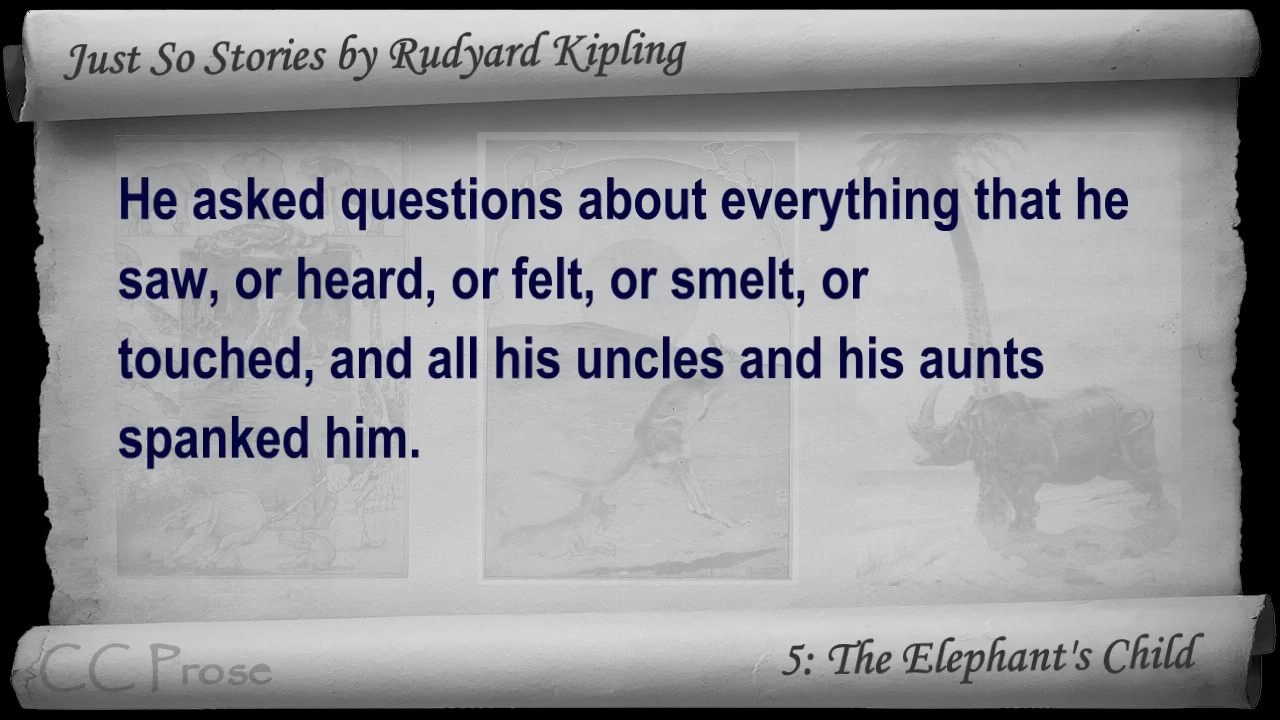 Just So Stories by Rudyard Kipling
He asked questions about everything that he
saw, or heard, or felt, or smelt, or
touched, and all his uncles and his aunts
spanked him.
CC Prose
5: The Elephant's Child